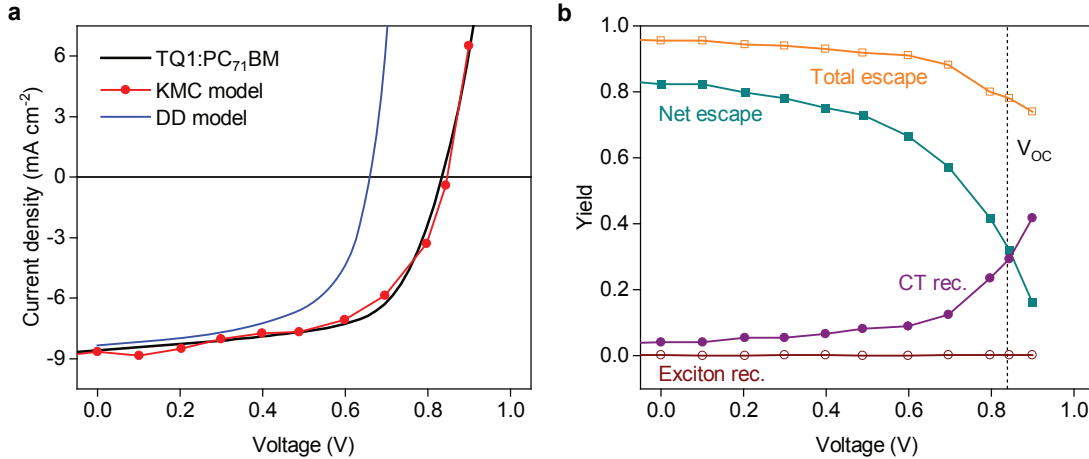 a
6
3
0
-3
-6
-9
Current density (mA cm⁻²)
TQ1:PC₇₁BM
KMC model
DD model
0.0 0.2 0.4 0.6 0.8 1.0
Voltage (V)
b
1.0
0.8
0.6
0.4
0.2
0.0
Yield
Total escape
Net escape
V_OC
CT rec.
Exciton rec.
0.0 0.2 0.4 0.6 0.8 1.0
Voltage (V)